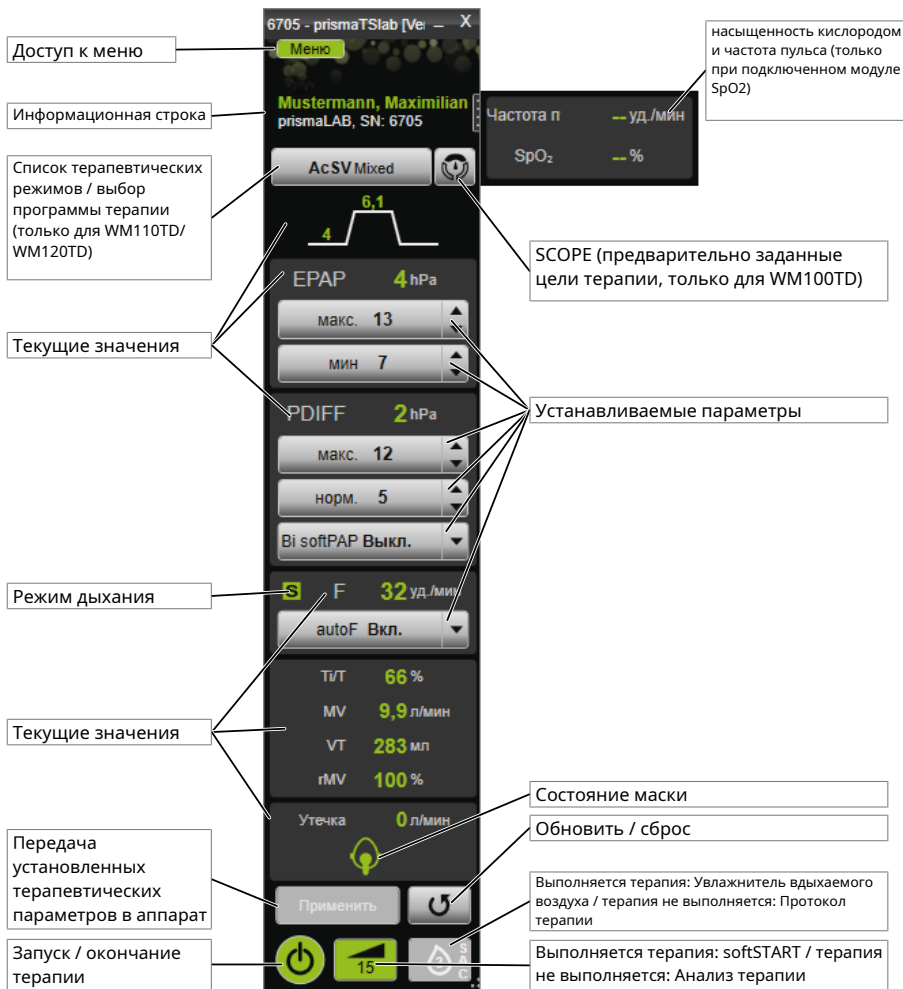 6705 - prismaTSlab [Ve – X
Меню
Доступ к меню
насыщенность кислородом
и частота пульса (только
при подключенном модуле
SpO2)
Mustermann, Maximilian
prismaLAB, SN: 6705
Информационная строка
Частота п -- уд./мин
SpO₂ -- %
AcSV Mixed
Список терапевтических
режимов / выбор
программы терапии
(только для WM110TD/
WM120TD)
6,1
4
SCOPE (предварительно заданные
цели терапии, только для WM100TD)
EPAP 4 hPa
макс. 13
мин 7
Текущие значения
PDIFF 2 hPa
Устанавливаемые параметры
макс. 12
норм. 5
Bi softPAP Выкл.
Режим дыхания
S F 32 уд./мин
autoF Вкл.
Ti/T 66 %
MV 9,9 л/мин
Текущие значения
VT 283 мл
rMV 100 %
Состояние маски
Утечка 0 л/мин
Обновить / сброс
Передача
установленных
терапевтических
параметров в аппарат
Применить
Выполняется терапия: Увлажнитель вдыхаемого
воздуха / терапия не выполняется: Протокол
терапии
Запуск / окончание
терапии
15
3
SAC
Выполняется терапия: softSTART / терапия
не выполняется: Анализ терапии